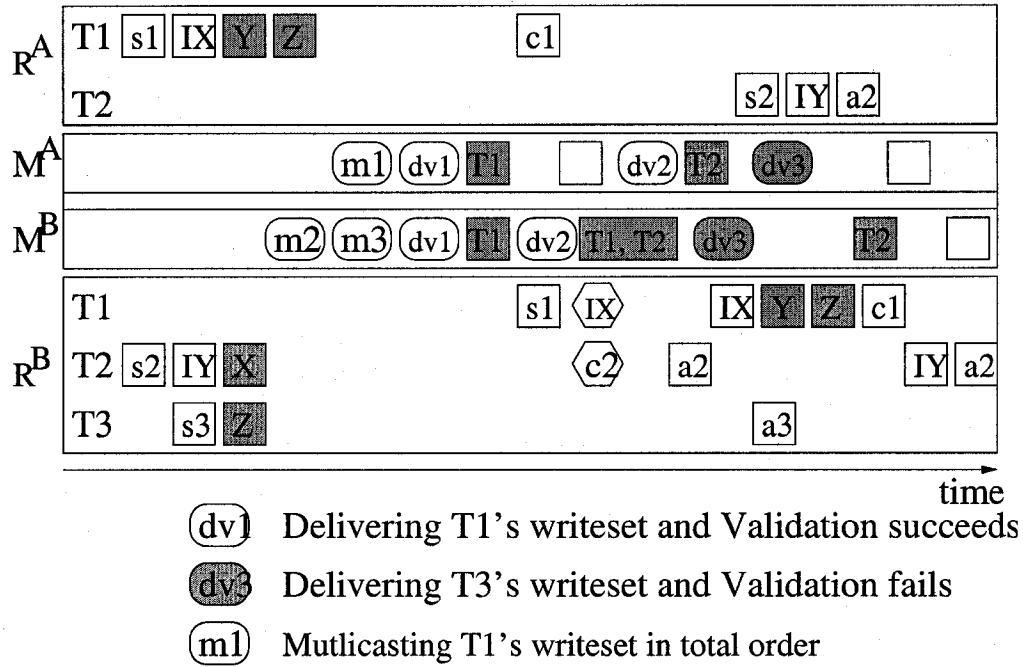 R^A T1 s1 IX Y Z c1
T2 s2 IY a2
M^A m1 dv1 T1 dv2 T2 dv3
M^B m2 m3 dv1 T1 dv2 T1, T2 dv3 T2
R^B T1 s1 IX IX Y Z c1
T2 s2 IY X c2 a2 IY a2
T3 s3 Z a3
time
dv1 Delivering T1's writeset and Validation succeeds
dv3 Delivering T3's writeset and Validation fails
m1 Mutlicasting T1's writeset in total order